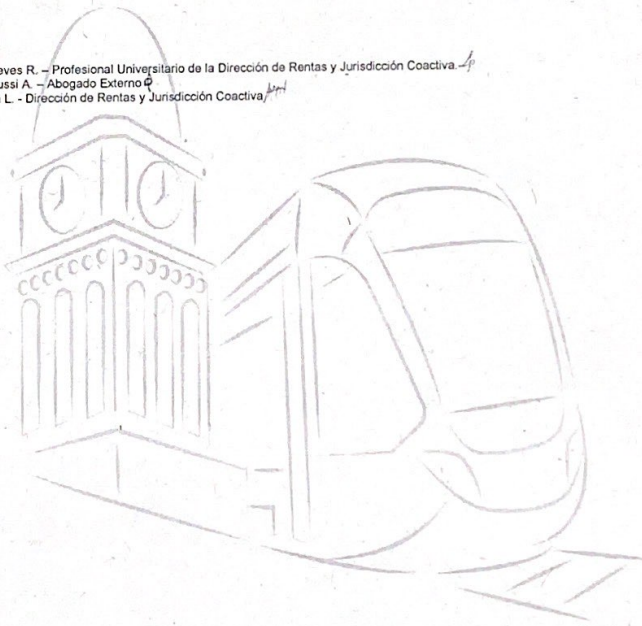 eves R. – Profesional Universitario de la Dirección de Rentas y Jurisdicción Coactiva.
ussi A. – Abogado Externo
L. - Dirección de Rentas y Jurisdicción Coactiva